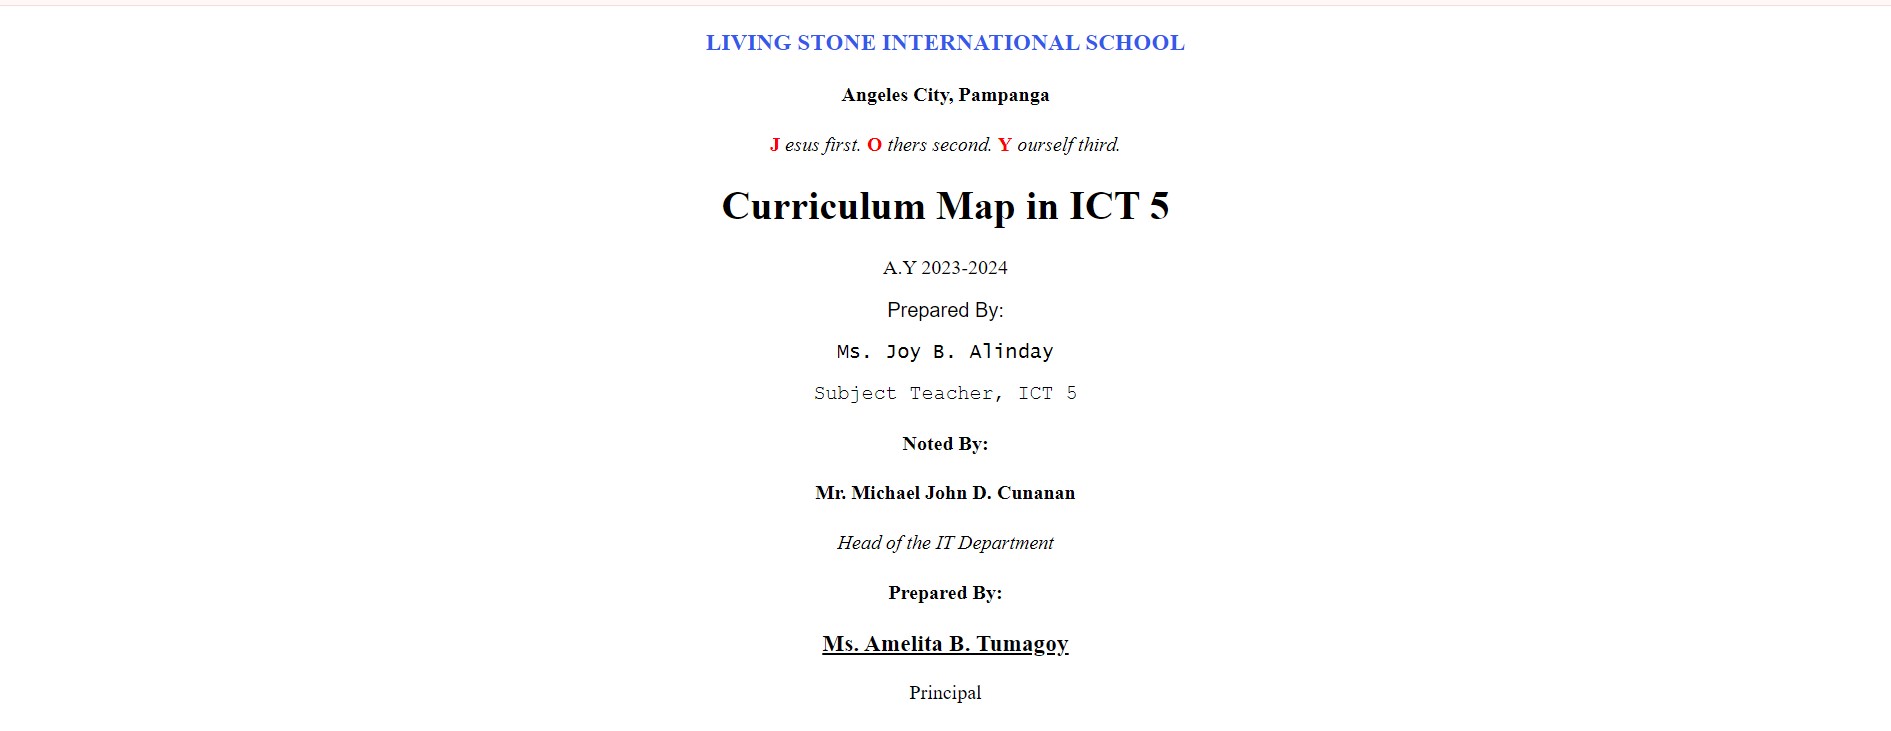 LIVING STONE INTERNATIONAL SCHOOL
Angeles City, Pampanga
J esus first. O thers second. Y ourself third.
Curriculum Map in ICT 5
A.Y 2023-2024
Prepared By:
Ms. Joy B. Alinday
Subject Teacher, ICT 5
Noted By:
Mr. Michael John D. Cunanan
Head of the IT Department
Prepared By:
Ms. Amelita B. Tumagoy
Principal